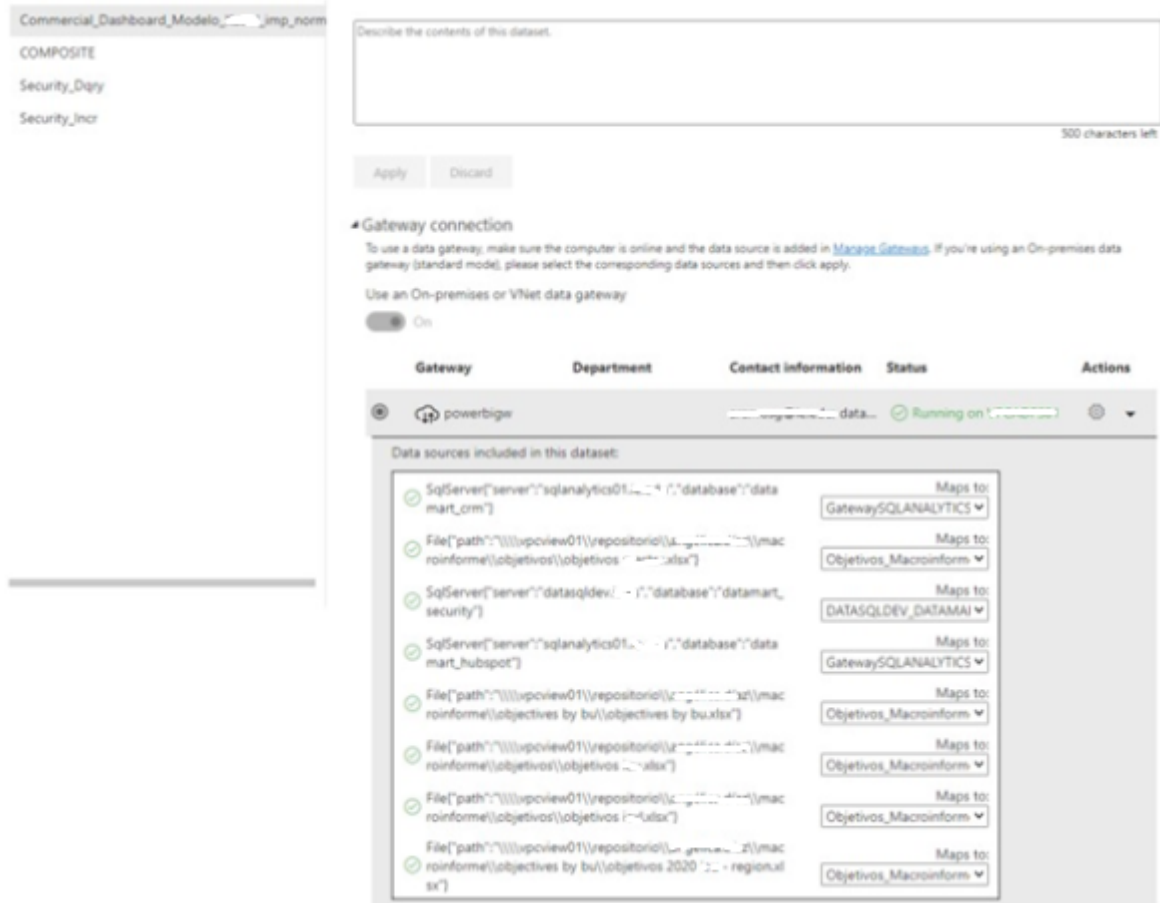 Commercial_Dashboard_Modelo_ _imp_norm
COMPOSITE
Security_Dqry
Security_Incr
Describe the contents of this dataset.
500 characters left
Apply Discard
Gateway connection
To use a data gateway, make sure the computer is online and the data source is added in Manage Gateways. If you're using an On-premises data
gateway (standard mode), please select the corresponding data sources and then click apply.
Use an On-premises or VNet data gateway
On
Gateway Department Contact information Status Actions
powerbigw data... Running on
Data sources included in this dataset:
SqlServer{"server":"sqlanalytics01. ","database":"data
mart_crm"}
Maps to:
GatewaySQLANALYTICS
File{"path":"\\\\vpcview01\\repositorio\\ \\mac
roinforme\\objetivos\\objetivos .xlsx"}
Maps to:
Objetivos_Macroinform
SqlServer{"server":"datasqldev. ","database":"datamart_
security"}
Maps to:
DATASQLDEV_DATAMAI
SqlServer{"server":"sqlanalytics01. ","database":"data
mart_hubspot"}
Maps to:
GatewaySQLANALYTICS
File{"path":"\\\\vpcview01\\repositorio\\ \\mac
roinforme\\objectives by bu\\objectives by bu.xlsx"}
Maps to:
Objetivos_Macroinform
File{"path":"\\\\vpcview01\\repositorio\\ \\mac
roinforme\\objetivos\\objetivos .xlsx"}
Maps to:
Objetivos_Macroinform
File{"path":"\\\\vpcview01\\repositorio\\ \\mac
roinforme\\objetivos\\objetivos .xlsx"}
Maps to:
Objetivos_Macroinform
File{"path":"\\\\vpcview01\\repositorio\\ \\mac
roinforme\\objectives by bu\\objetivos 2020 - region.xl
sx"}
Maps to:
Objetivos_Macroinform